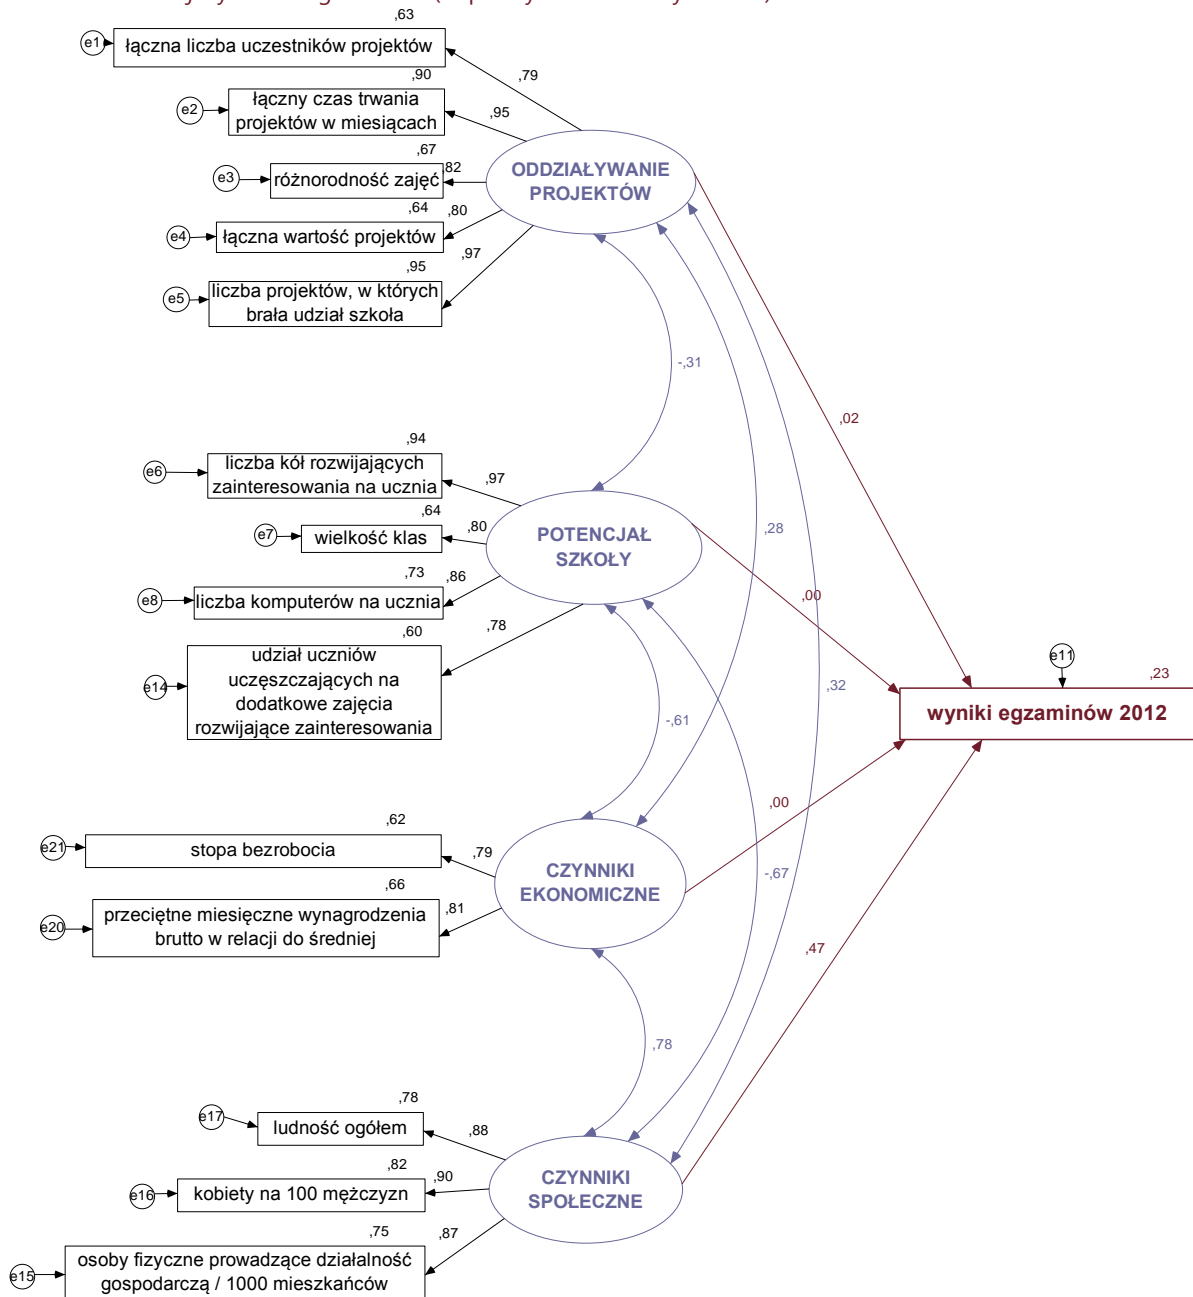 ,63
e1
łączna liczba uczestników projektów
,79
,90
e2
łączny czas trwania
projektów w miesiącach
,95
,67
e3
różnorodność zajęć
,82
ODDZIAŁYWANIE
PROJEKTÓW
,64
,80
e4
łączna wartość projektów
,97
,95
e5
liczba projektów, w których
brała udział szkoła
-,31
,02
,94
e6
liczba kół rozwijających
zainteresowania na ucznia
,97
,64
e7
wielkość klas
,80
POTENCJAŁ
SZKOŁY
,28
,73
,86
e8
liczba komputerów na ucznia
,00
,78
,60
e14
udział uczniów
uczęszczających na
dodatkowe zajęcia
rozwijające zainteresowania
-,61
,32
e11
,23
wyniki egzaminów 2012
,00
,62
e21
stopa bezrobocia
,79
CZYNNIKI
EKONOMICZNE
-,67
,66
e20
przeciętne miesięczne wynagrodzenia
brutto w relacji do średniej
,81
,47
,78
,78
e17
ludność ogółem
,88
,82
e16
kobiety na 100 mężczyzn
,90
CZYNNIKI
SPOŁECZNE
,75
,87
e15
osoby fizyczne prowadzące działalność
gospodarczą / 1000 mieszkańców